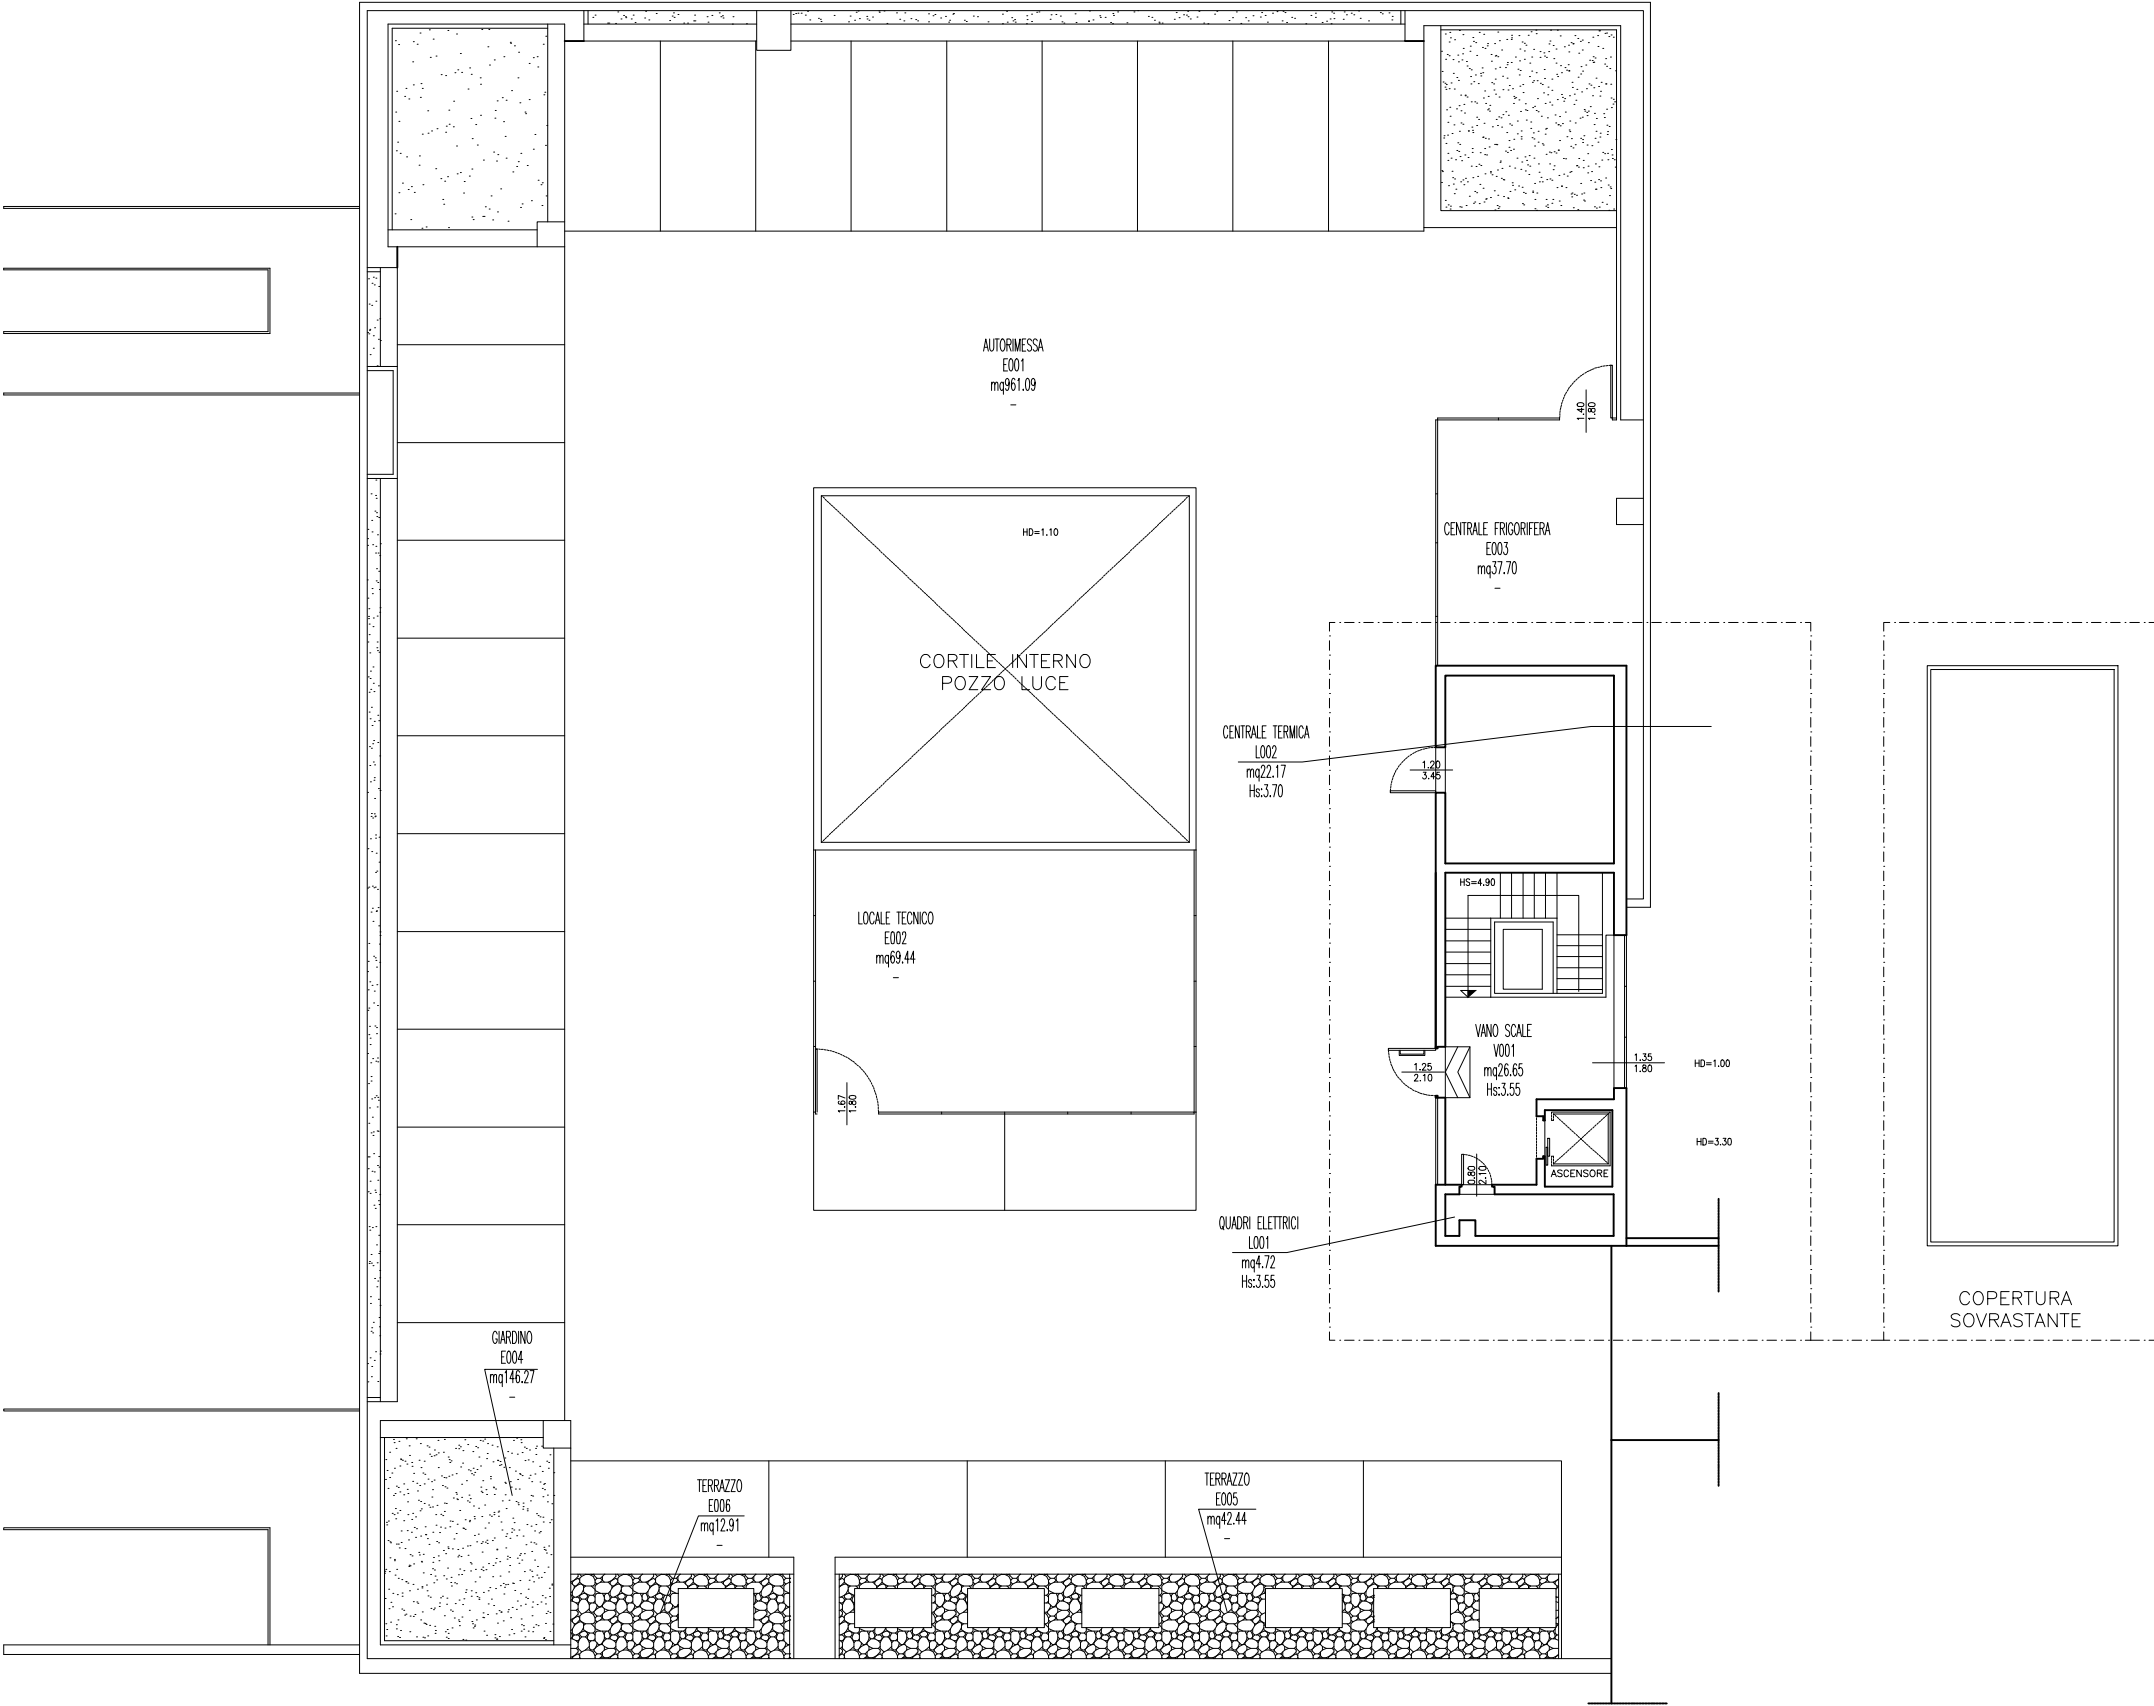 AUTORIMESSA
E001
mq961.09
-
1.40
1.80
HD=1.10
CENTRALE FRIGORIFERA
E003
mq37.70
-
CORTILE INTERNO
POZZO LUCE
CENTRALE TERMICA
L002
mq22.17
Hs:3.70
1.20
3.45
HS=4.90
LOCALE TECNICO
E002
mq69.44
-
VANO SCALE
V001
mq26.65
Hs:3.55
1.25
2.10
1.35
1.80
HD=1.00
1.67
1.80
HD=3.30
0.80
2.10
ASCENSORE
QUADRI ELETTRICI
L001
mq4.72
Hs:3.55
COPERTURA
SOVRASTANTE
GIARDINO
E004
mq146.27
-
TERRAZZO
E006
mq12.91
-
TERRAZZO
E005
mq42.44
-